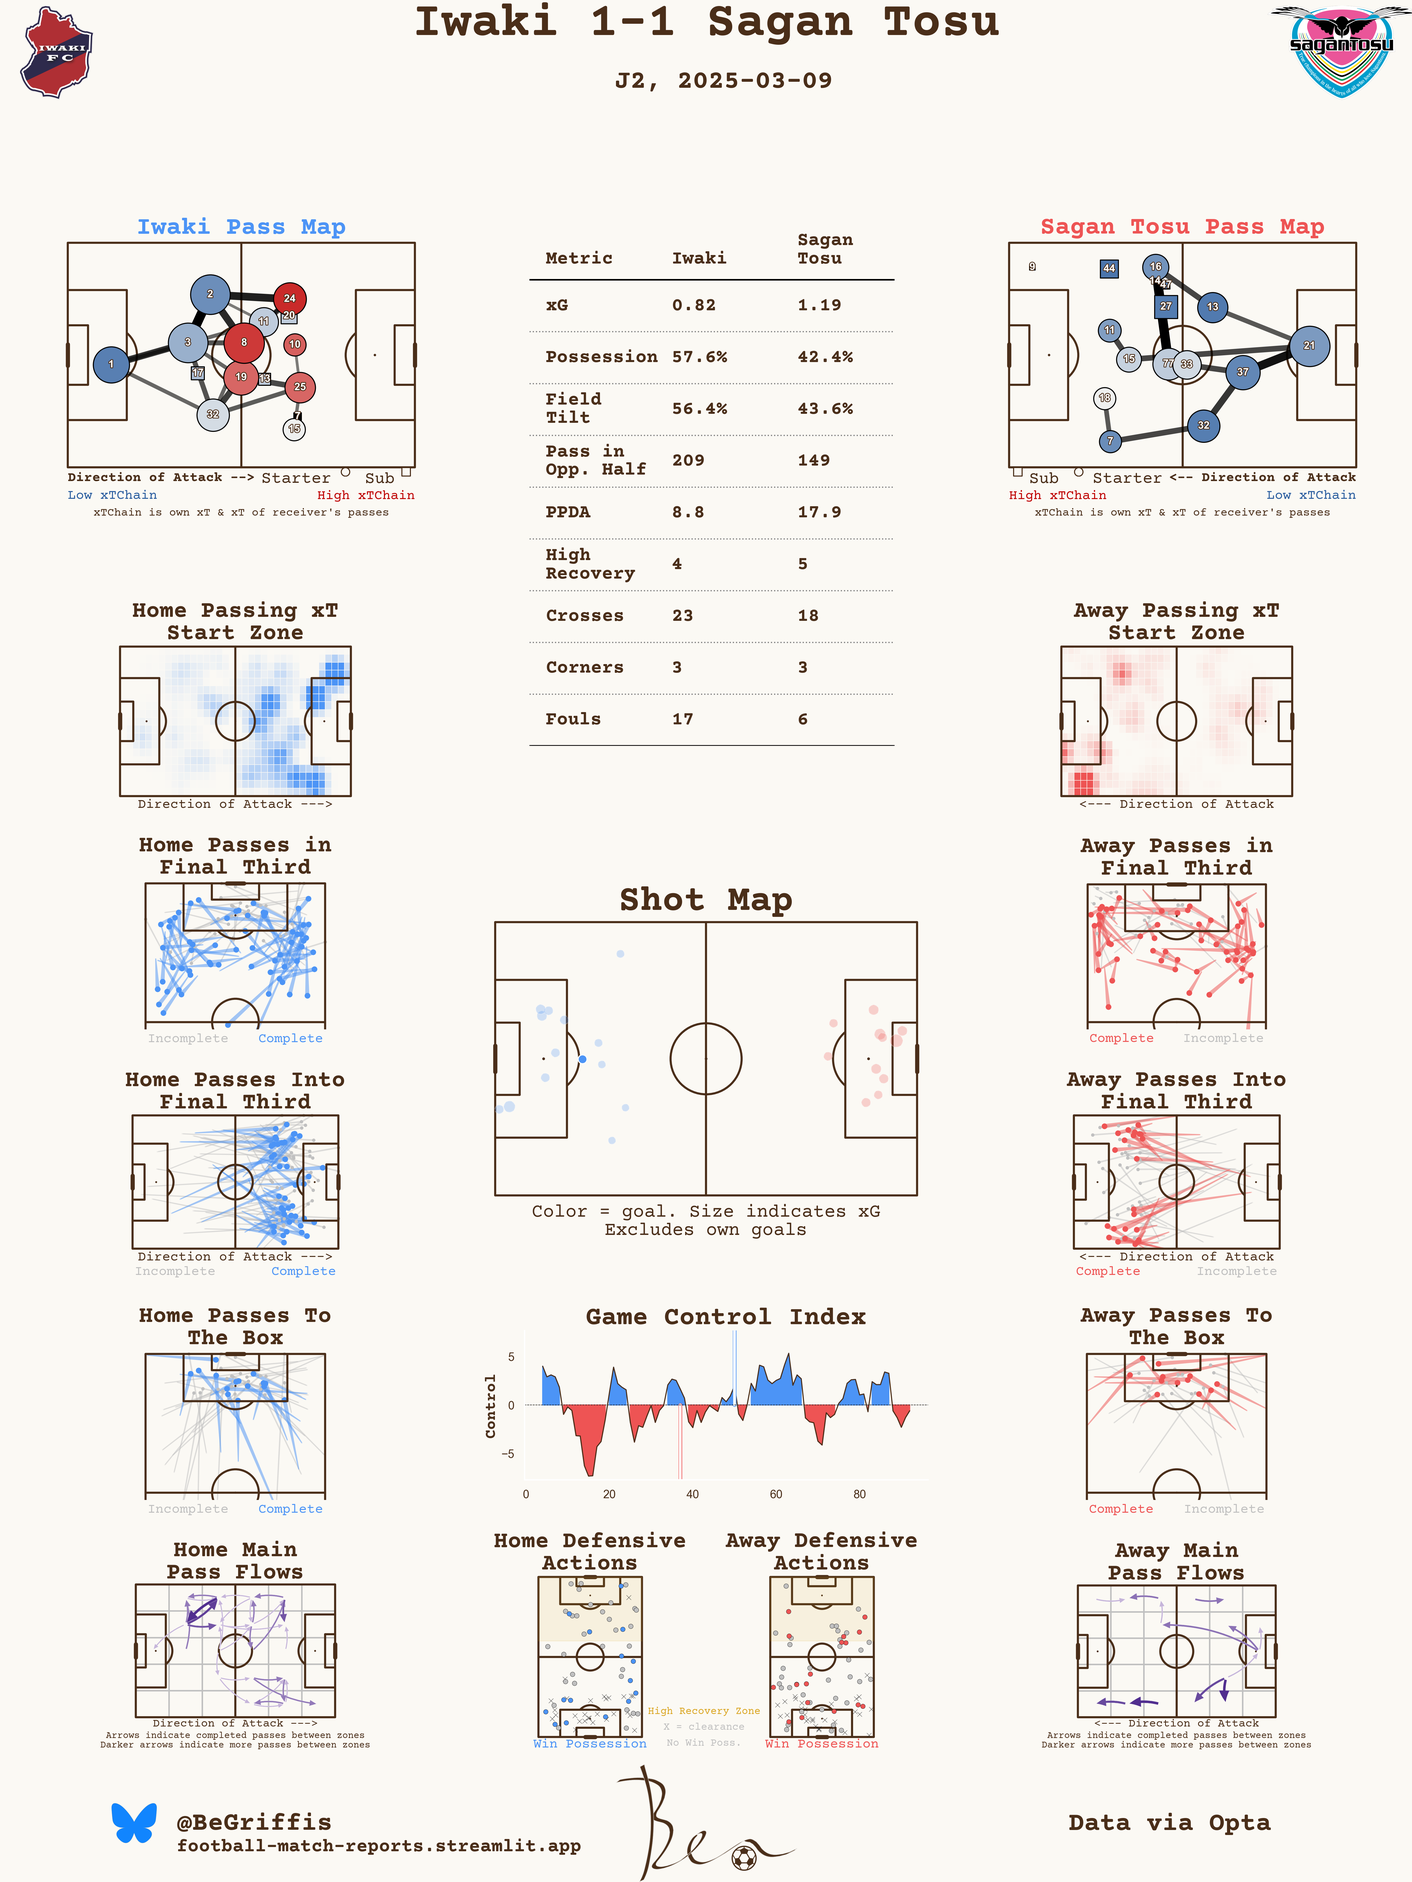 Iwaki 1-1 Sagan Tosu
J2, 2025-03-09
IWAKI
FC
saganTosu
Iwaki Pass Map
2
24
20
11
3
8
10
1
17
19
13
25
32
7
15
Direction of Attack --> Starter Sub
Low xTChain High xTChain
xTChain is own xT & xT of receiver's passes
Metric Iwaki Sagan Tosu
xG 0.82 1.19
Possession 57.6% 42.4%
Field Tilt 56.4% 43.6%
Pass in Opp. Half 209 149
PPDA 8.8 17.9
High Recovery 4 5
Crosses 23 18
Corners 3 3
Fouls 17 6
Sagan Tosu Pass Map
9
44
16
14
47
27
13
11
15
77
33
37
21
18
32
7
Sub Starter <-- Direction of Attack
High xTChain Low xTChain
xTChain is own xT & xT of receiver's passes
Home Passing xT
Start Zone
Direction of Attack --->
Away Passing xT
Start Zone
<--- Direction of Attack
Home Passes in
Final Third
Incomplete Complete
Shot Map
Color = goal. Size indicates xG
Excludes own goals
Away Passes in
Final Third
Complete Incomplete
Home Passes Into
Final Third
Direction of Attack --->
Incomplete Complete
Away Passes Into
Final Third
<--- Direction of Attack
Complete Incomplete
Home Passes To
The Box
Incomplete Complete
Game Control Index
Control
5
0
−5
0 20 40 60 80
Away Passes To
The Box
Complete Incomplete
Home Main
Pass Flows
Direction of Attack --->
Arrows indicate completed passes between zones
Darker arrows indicate more passes between zones
Home Defensive
Actions
Win Possession
High Recovery Zone
X = clearance
No Win Poss.
Away Defensive
Actions
Win Possession
Away Main
Pass Flows
<--- Direction of Attack
Arrows indicate completed passes between zones
Darker arrows indicate more passes between zones
@BeGriffis
football-match-reports.streamlit.app
Ben
Data via Opta